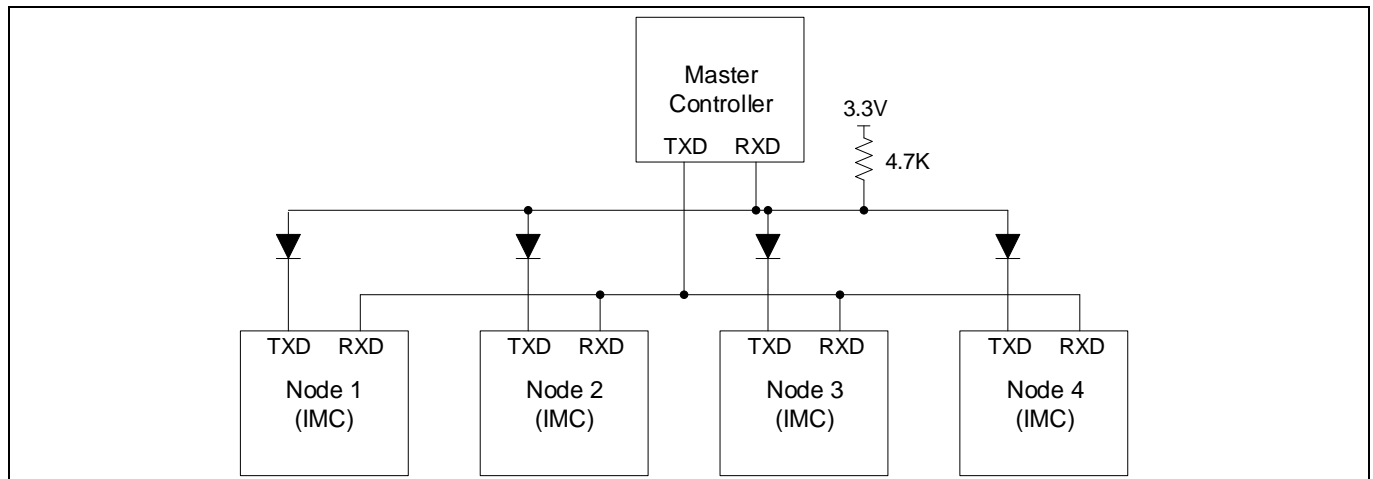 Master
Controller
TXD RXD
3.3V
4.7K
TXD RXD
Node 1
(IMC)
TXD RXD
Node 2
(IMC)
TXD RXD
Node 3
(IMC)
TXD RXD
Node 4
(IMC)